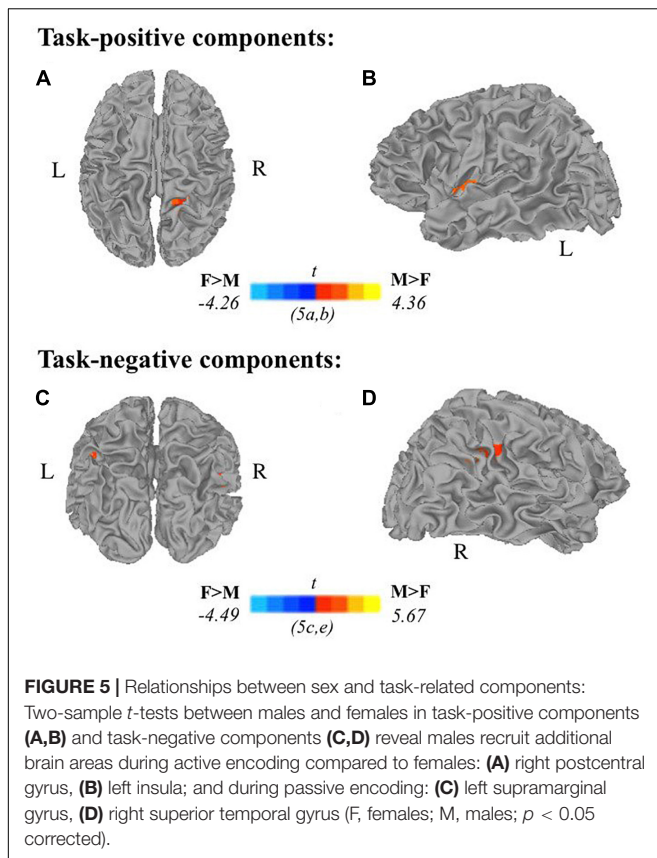 Task-positive components:
A B
L R
L
F>M t M>F
-4.26 (5a,b) 4.36
Task-negative components:
C D
L R
R
F>M t M>F
-4.49 (5c,e) 5.67
FIGURE 5 | Relationships between sex and task-related components:
Two-sample t-tests between males and females in task-positive components
(A,B) and task-negative components (C,D) reveal males recruit additional
brain areas during active encoding compared to females: (A) right postcentral
gyrus, (B) left insula; and during passive encoding: (C) left supramarginal
gyrus, (D) right superior temporal gyrus (F, females; M, males; p < 0.05
corrected).